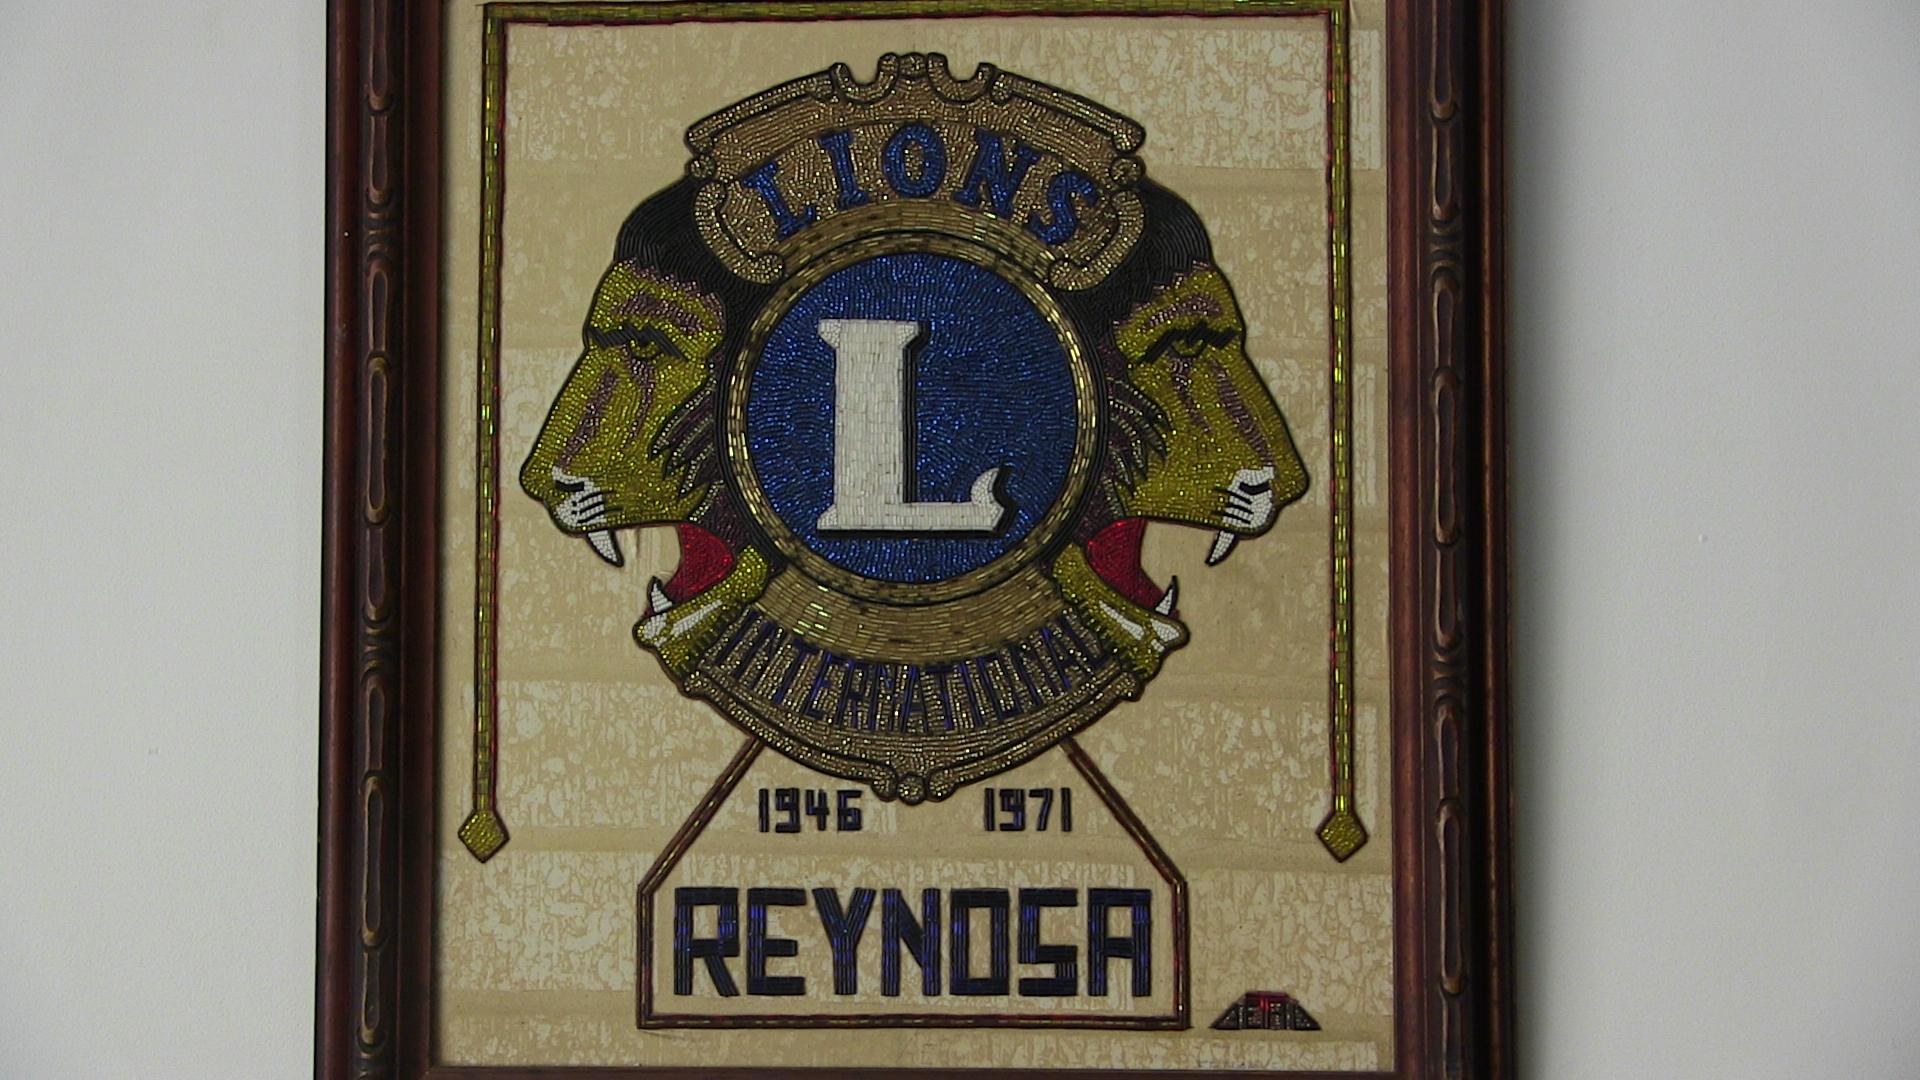 LIONS
L
INTERNATIONAL
1946 1971
REYNOSA